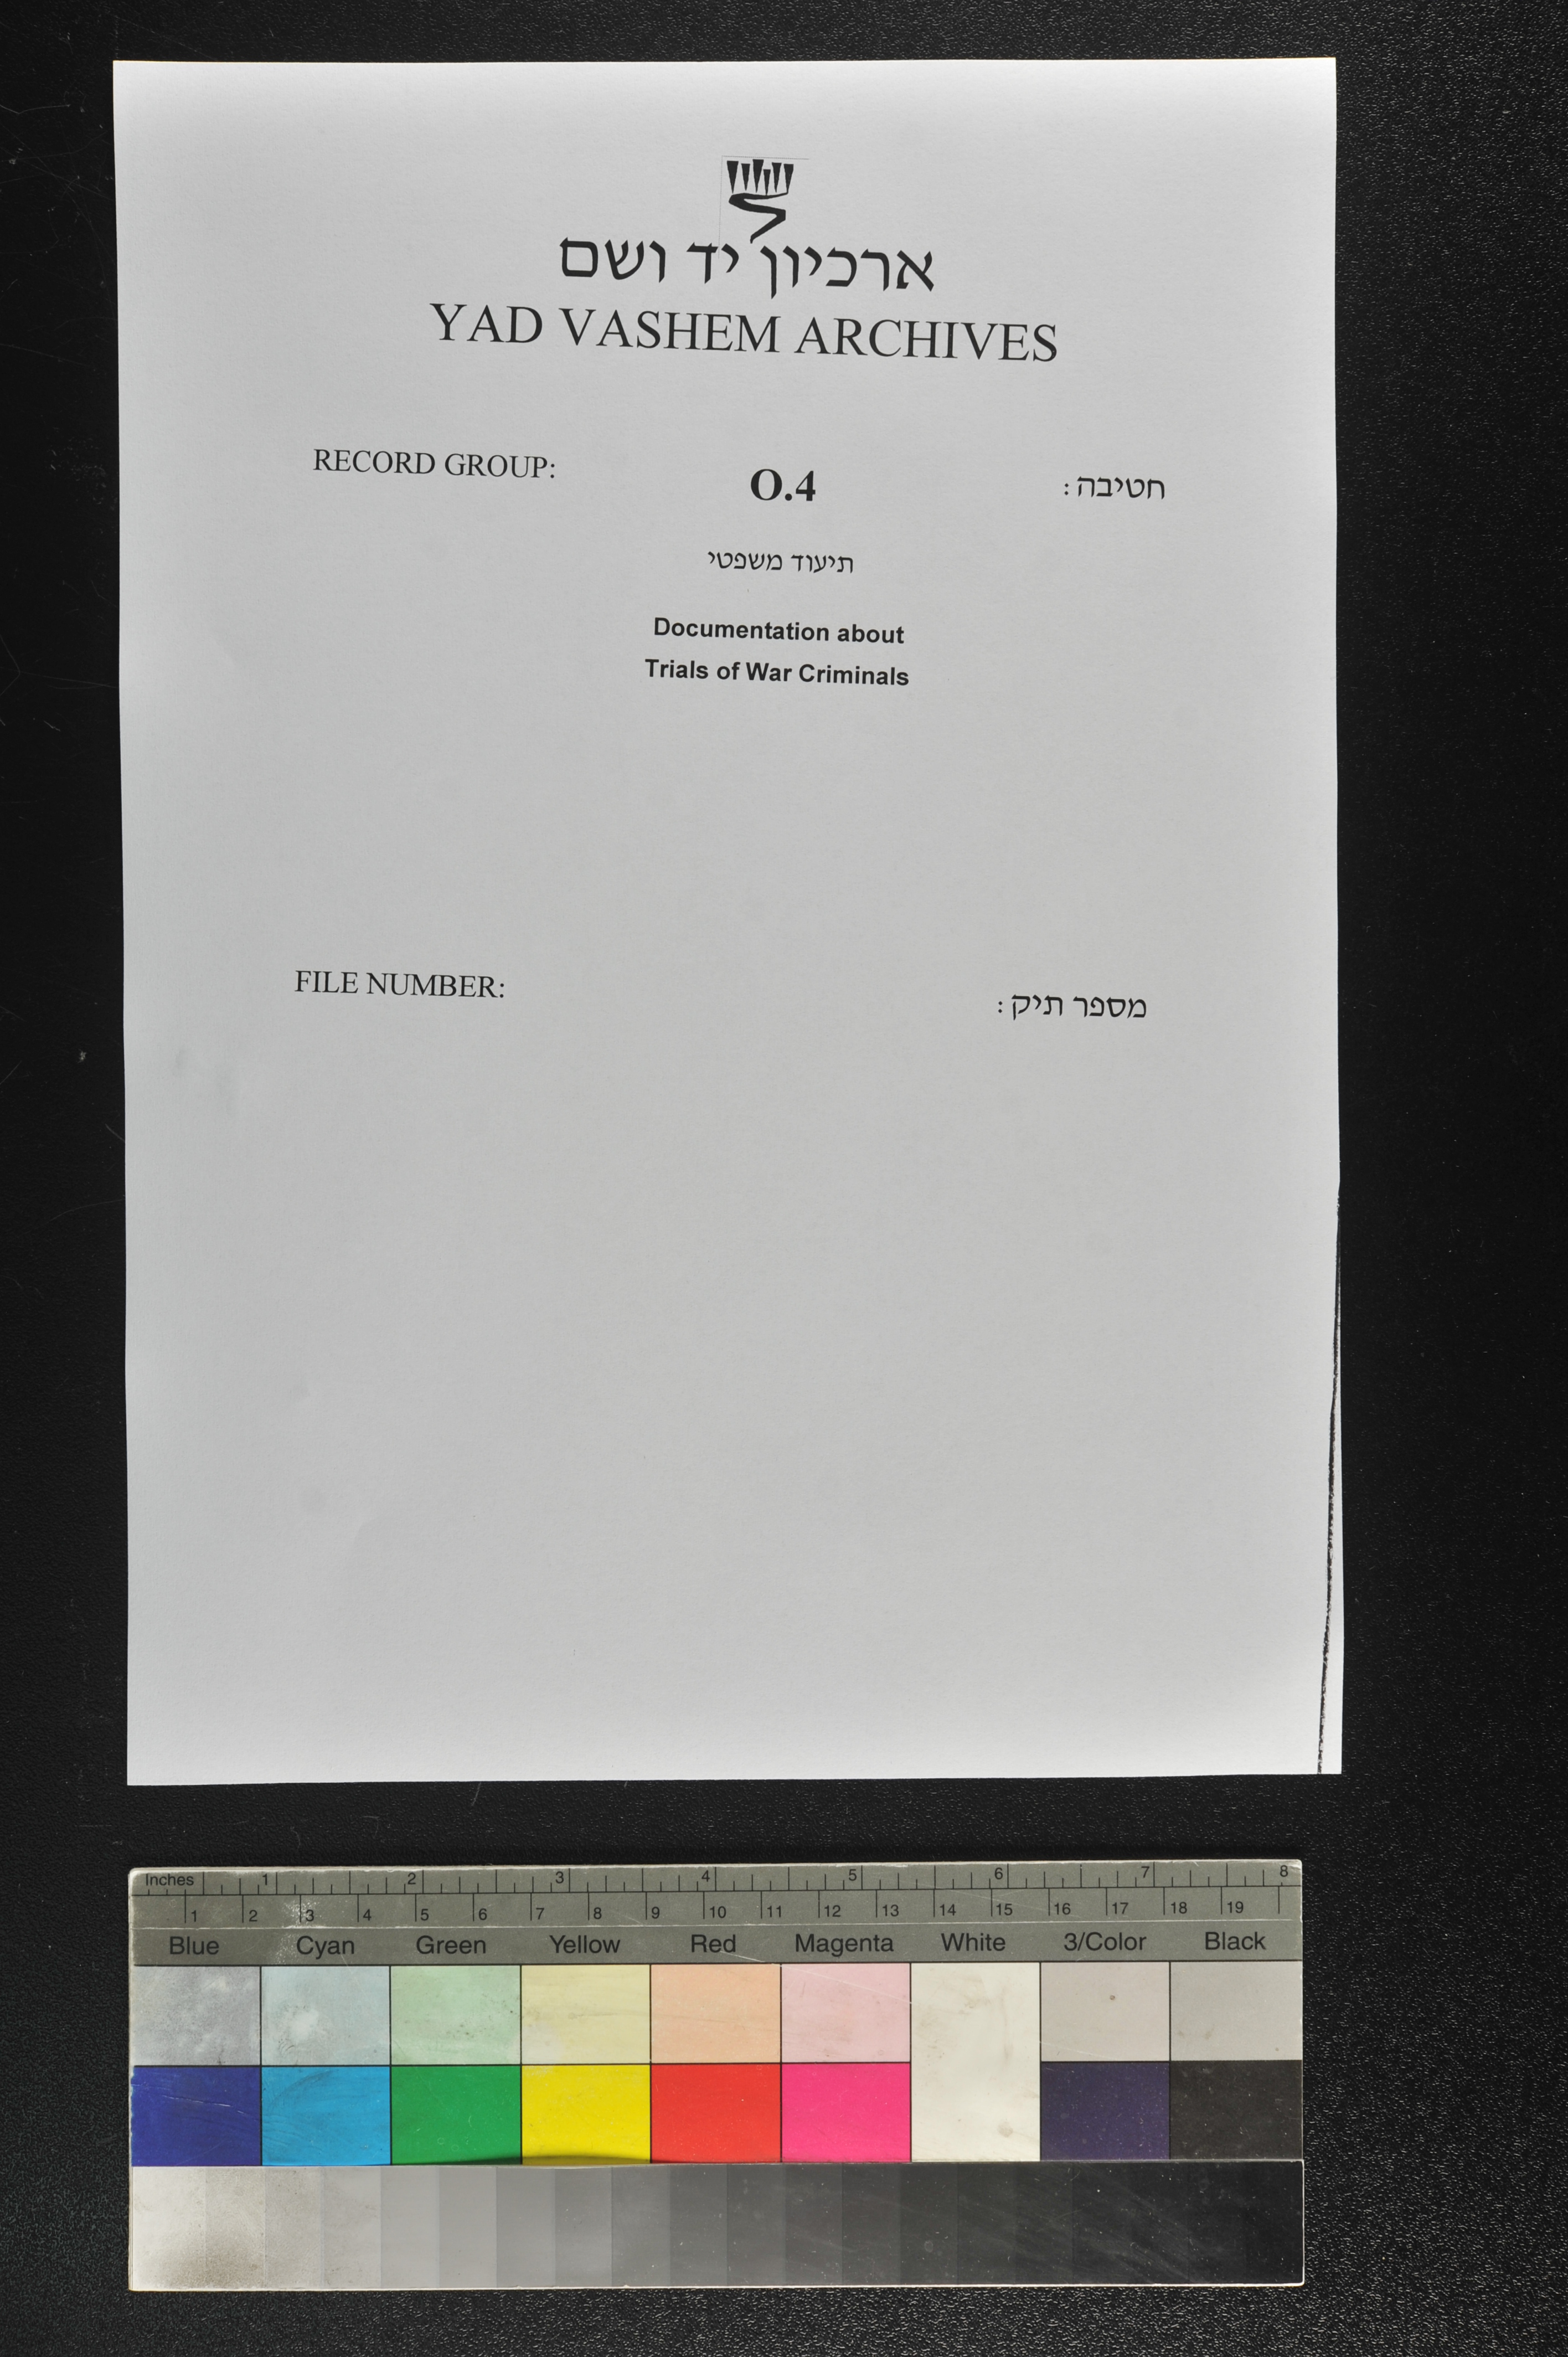 ארכיון יד ושם
YAD VASHEM ARCHIVES
RECORD GROUP: O.4 חטיבה:
תיעוד משפטי
Documentation about
Trials of War Criminals
FILE NUMBER: מספר תיק:
Inches 1 2 3 4 5 6 7 8
1 2 3 4 5 6 7 8 9 10 11 12 13 14 15 16 17 18 19
Blue Cyan Green Yellow Red Magenta White 3/Color Black